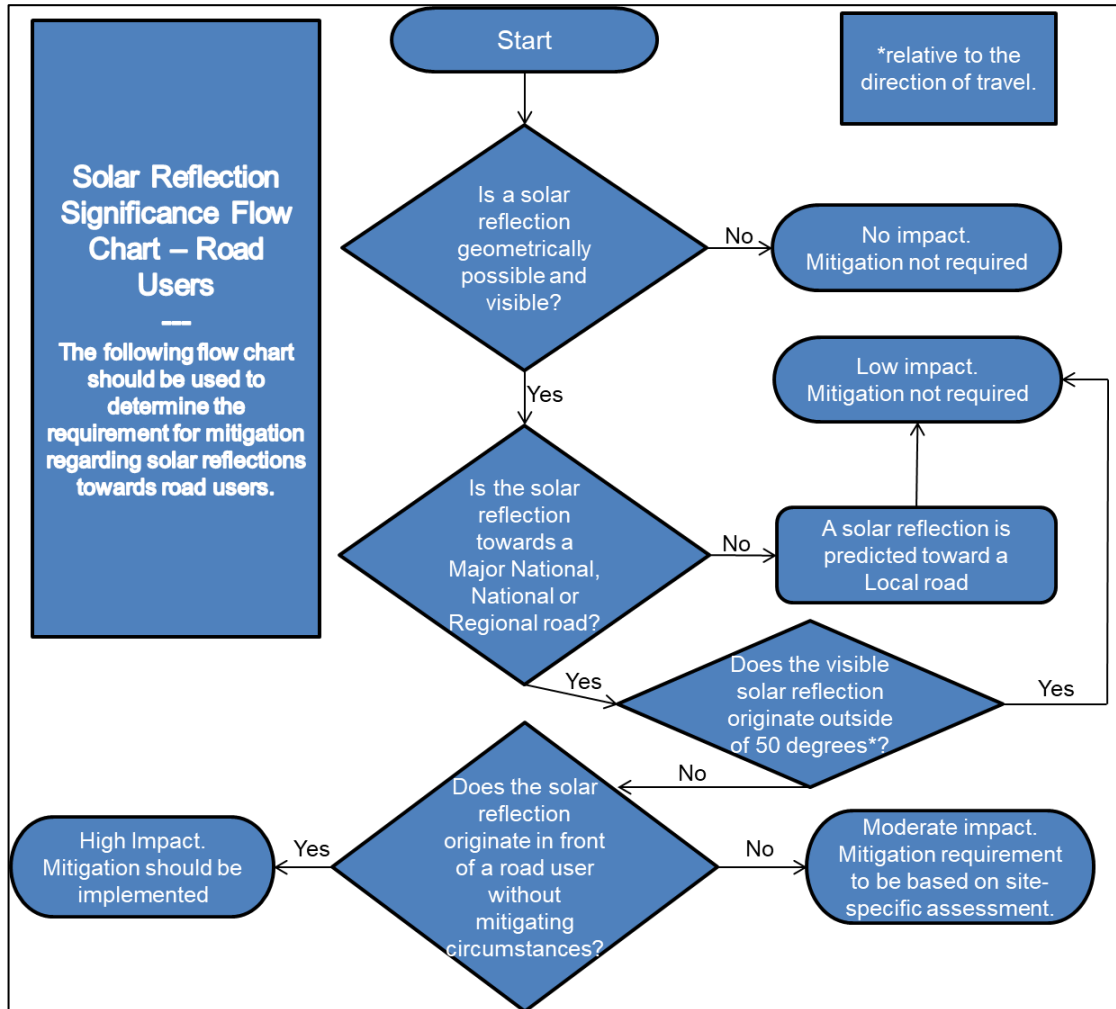 Solar Reflection
Significance Flow
Chart – Road
Users
---
The following flow chart
should be used to
determine the
requirement for mitigation
regarding solar reflections
towards road users.
Start
*relative to the
direction of travel.
Is a solar
reflection
geometrically
possible and
visible?
No
No impact.
Mitigation not required
Yes
Low impact.
Mitigation not required
Is the solar
reflection
towards a
Major National,
National or
Regional road?
No
A solar reflection is
predicted toward a
Local road
Yes
Does the visible
solar reflection
originate outside
of 50 degrees*?
Yes
No
Does the solar
reflection
originate in front
of a road user
without
mitigating
circumstances?
Yes
High Impact.
Mitigation should be
implemented
No
Moderate impact.
Mitigation requirement
to be based on site-
specific assessment.